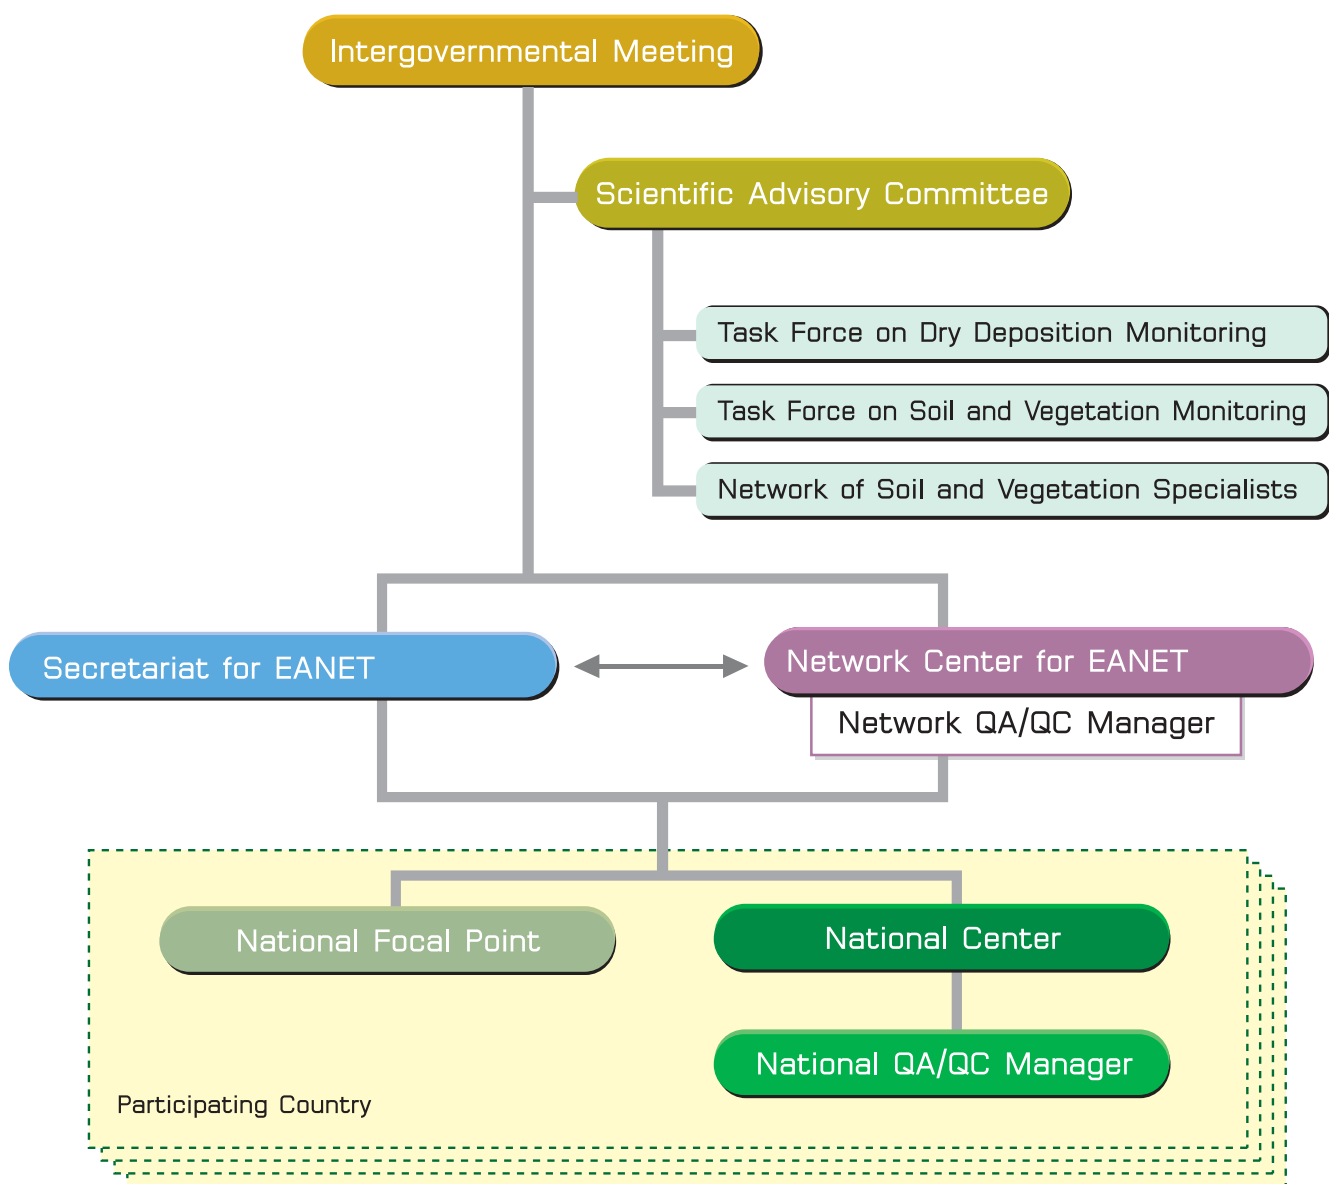 Intergovernmental Meeting
Scientific Advisory Committee
Task Force on Dry Deposition Monitoring
Task Force on Soil and Vegetation Monitoring
Network of Soil and Vegetation Specialists
Secretariat for EANET
Network Center for EANET
Network QA/QC Manager
National Focal Point
National Center
National QA/QC Manager
Participating Country